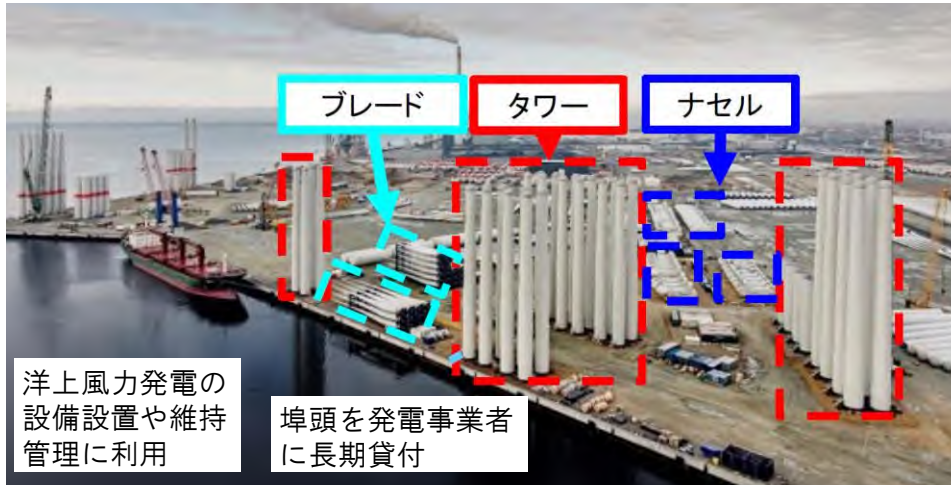 ブレード
タワー
ナセル
洋上風力発電の
設備設置や維持
管理に利用
埠頭を発電事業者
に長期貸付